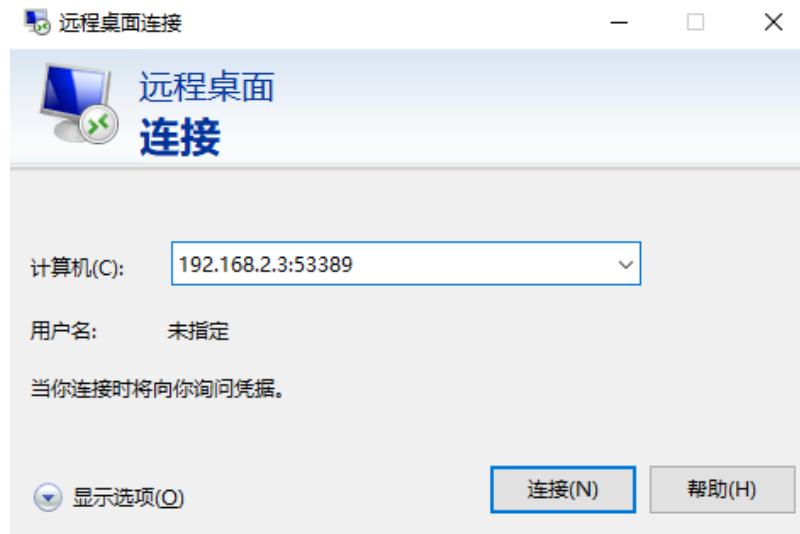 远程桌面连接
远程桌面
连接
计算机(C): 192.168.2.3:53389
用户名: 未指定
当你连接时将向你询问凭据。
显示选项(O) 连接(N) 帮助(H)